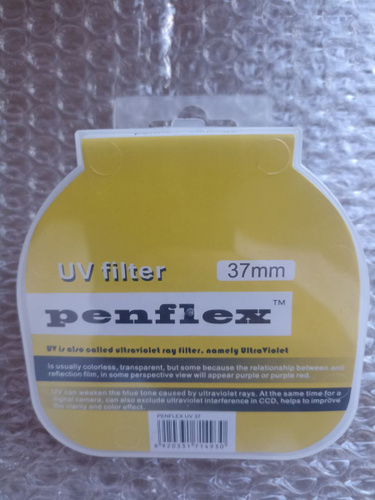 UV filter
37mm
penflex™
UV is also called ultraviolet ray filter, namely UltraViolet
Is usually colorless, transparent, but some because the relationship between and
reflection film, in some perspective view will appear purple or purple red.
UV can weaken the blue tone caused by ultraviolet rays. At the same time for a
digital camera, can also exclude ultraviolet interference in CCD, helps to improve
the clarity and color effect.
PENFLEX UV 37
6920251714930